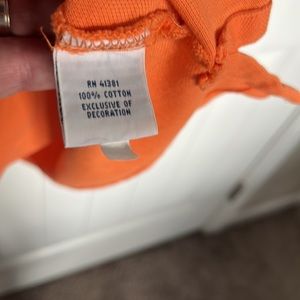 RN 41381
100% COTTON
EXCLUSIVE OF
DECORATION